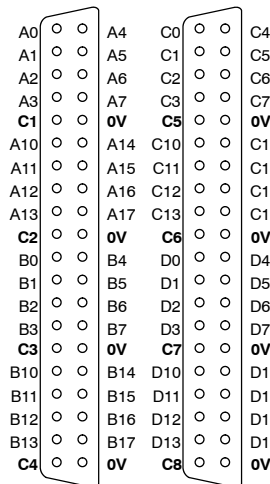 A0 A4 C0 C4
A1 A5 C1 C5
A2 A6 C2 C6
A3 A7 C3 C7
C1 0V C5 0V
A10 A14 C10 C1
A11 A15 C11 C1
A12 A16 C12 C1
A13 A17 C13 C1
C2 0V C6 0V
B0 B4 D0 D4
B1 B5 D1 D5
B2 B6 D2 D6
B3 B7 D3 D7
C3 0V C7 0V
B10 B14 D10 D1
B11 B15 D11 D1
B12 B16 D12 D1
B13 B17 D13 D1
C4 0V C8 0V